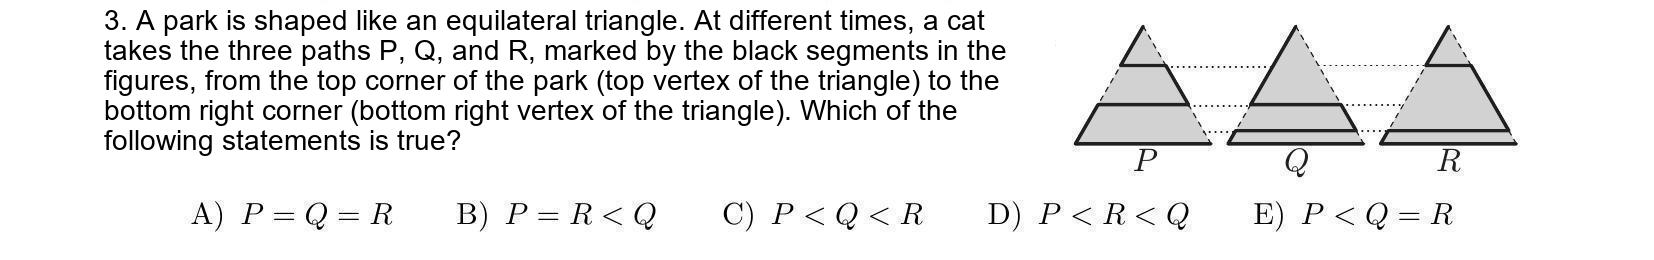 3. A park is shaped like an equilateral triangle. At different times, a cat
takes the three paths P, Q, and R, marked by the black segments in the
figures, from the top corner of the park (top vertex of the triangle) to the
bottom right corner (bottom right vertex of the triangle). Which of the
following statements is true?
P Q R
A) P = Q = R B) P = R < Q C) P < Q < R D) P < R < Q E) P < Q = R